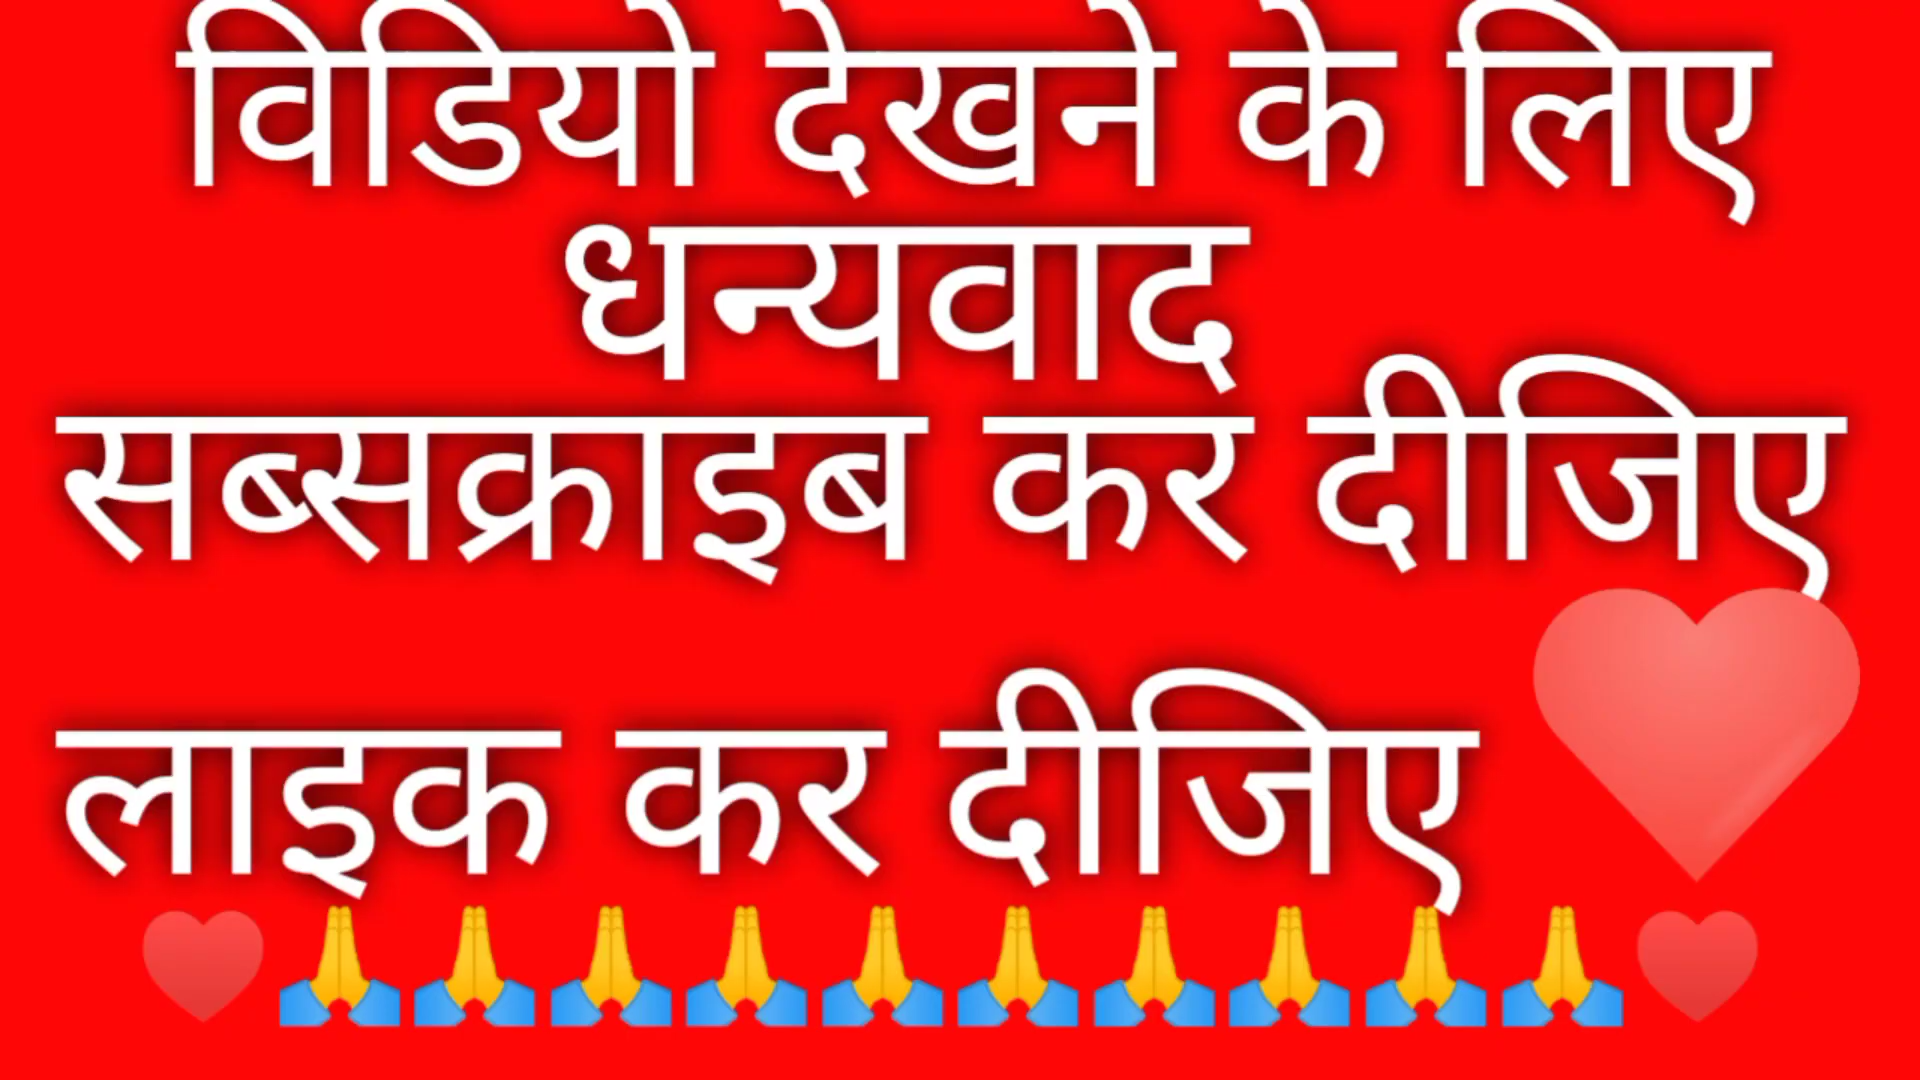 विडियो देखने के लिए
धन्यवाद
सब्सक्राइब कर दीजिए
लाइक कर दीजिए